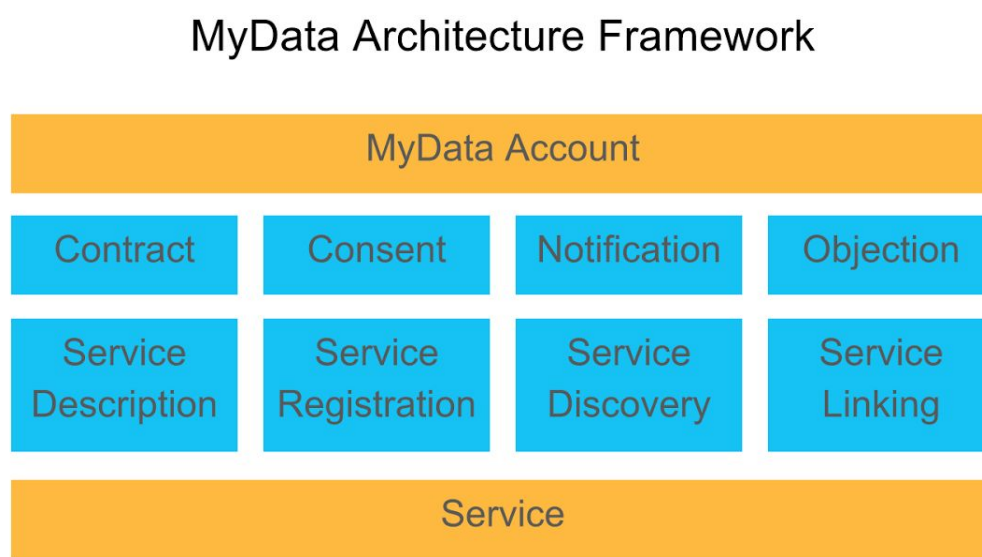 MyData Architecture Framework
MyData Account
Contract
Consent
Notification
Objection
Service
Description
Service
Registration
Service
Discovery
Service
Linking
Service